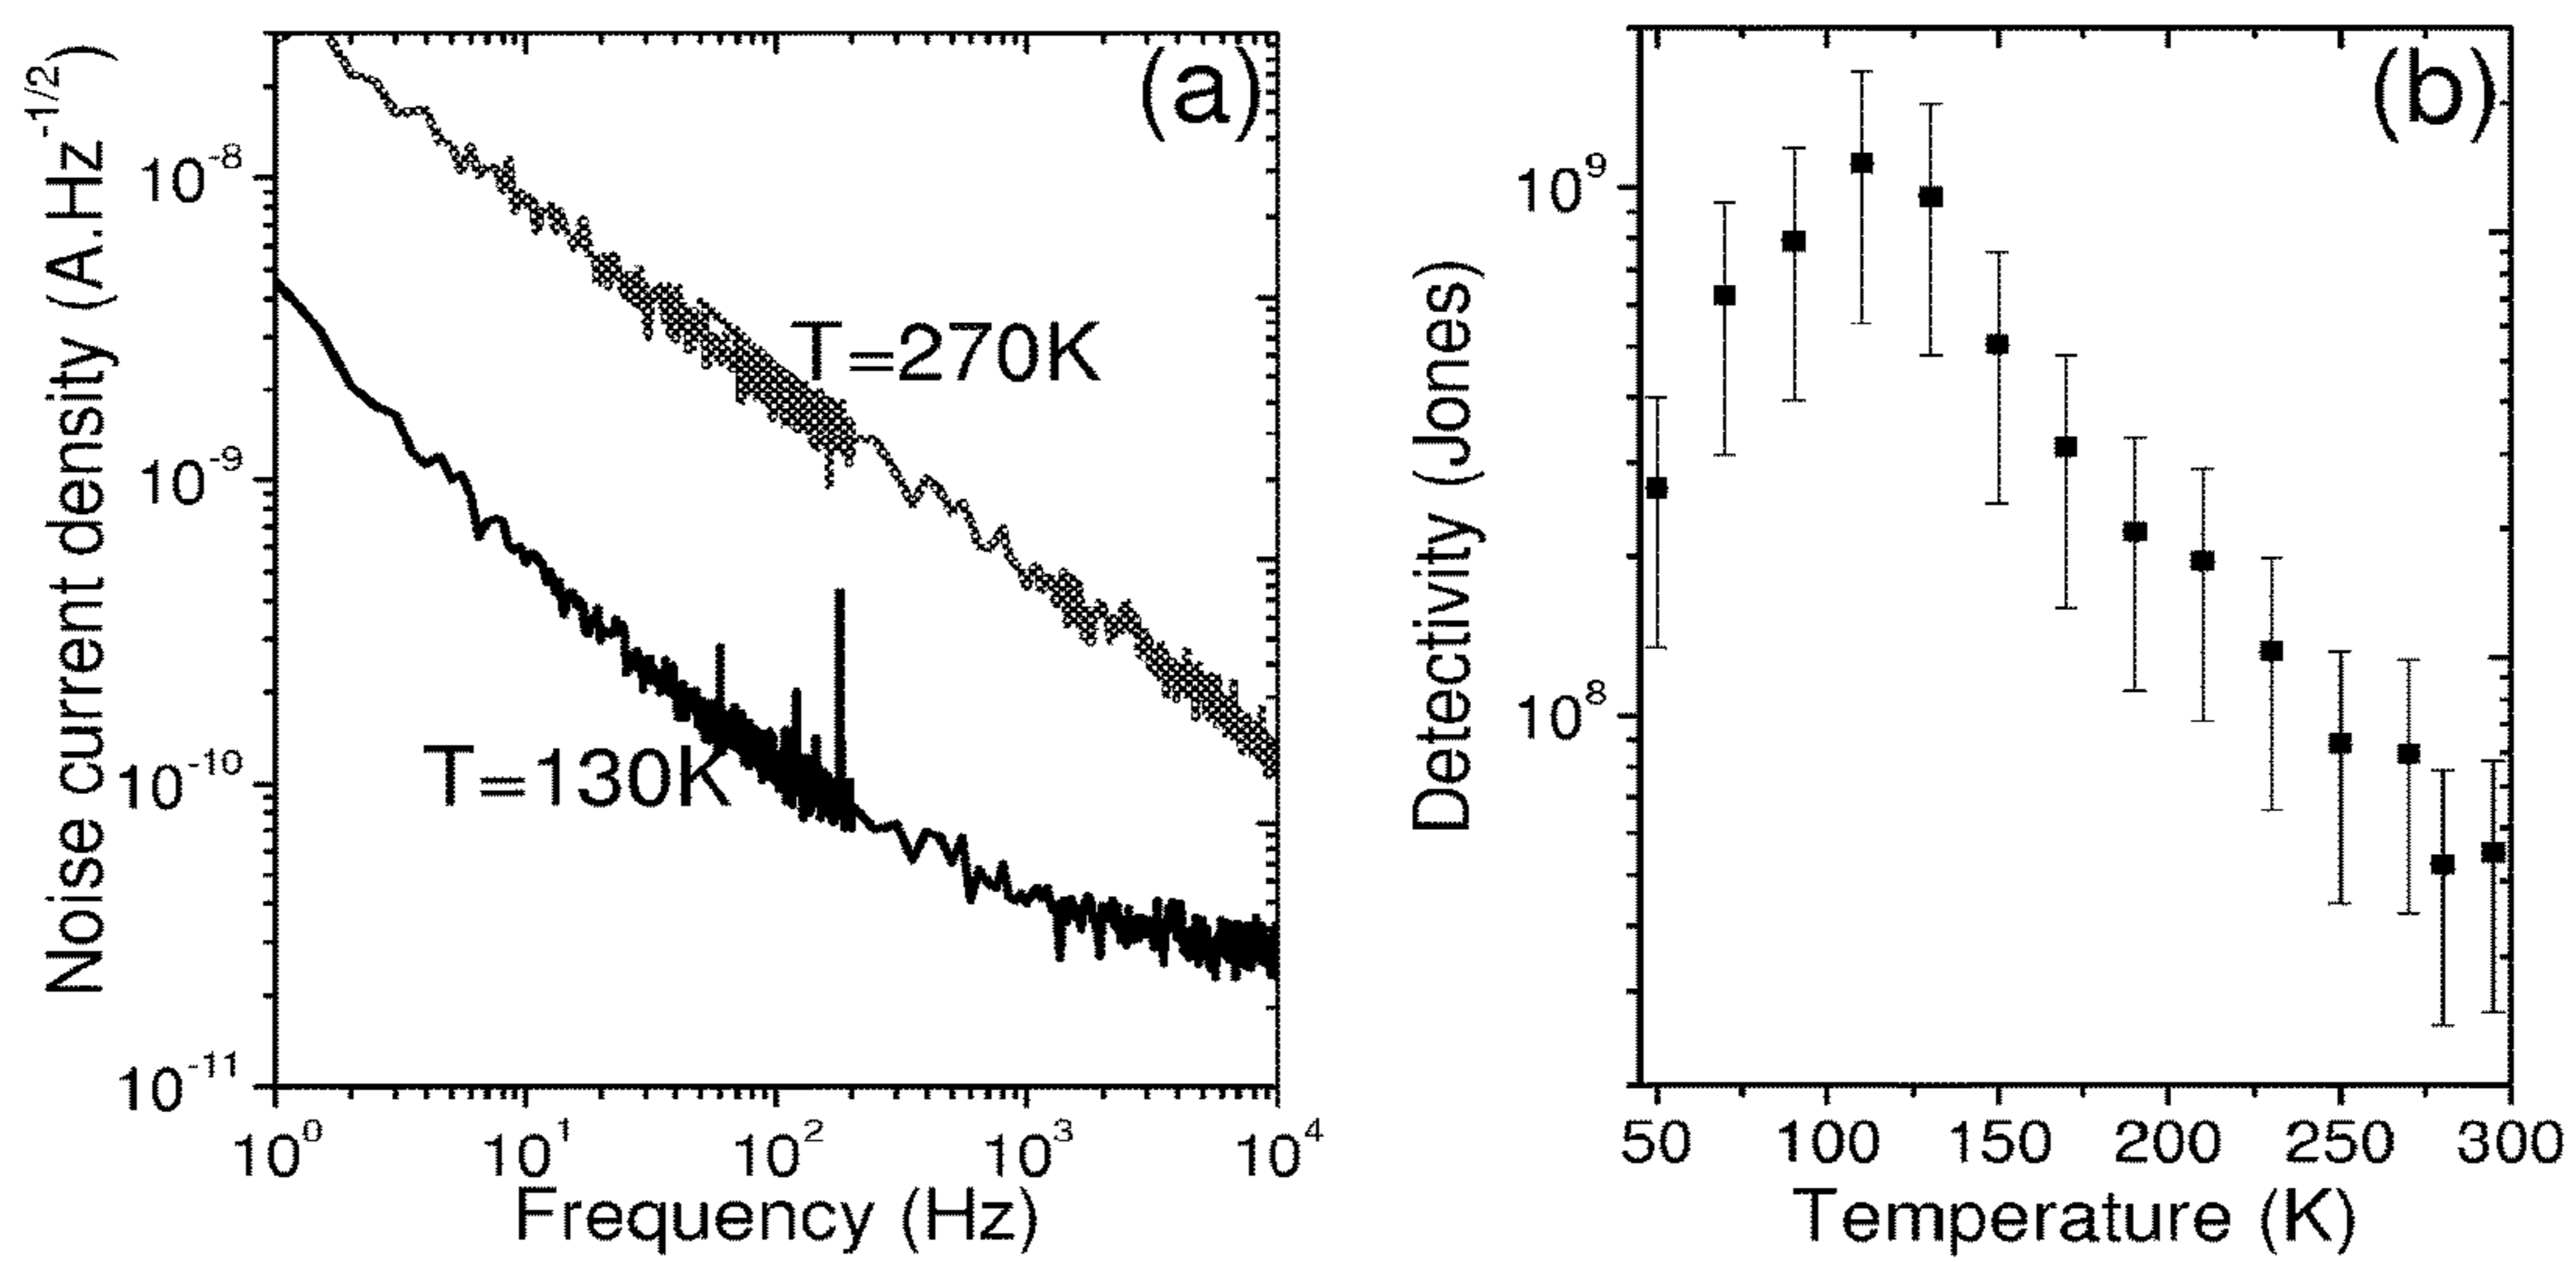 (a)
Noise current density (A.Hz^-1/2)
10^-8
10^-9
10^-10
10^-11
T=270K
T=130K
10^0 10^1 10^2 10^3 10^4
Frequency (Hz)
(b)
Detectivity (Jones)
10^9
10^8
50 100 150 200 250 300
Temperature (K)